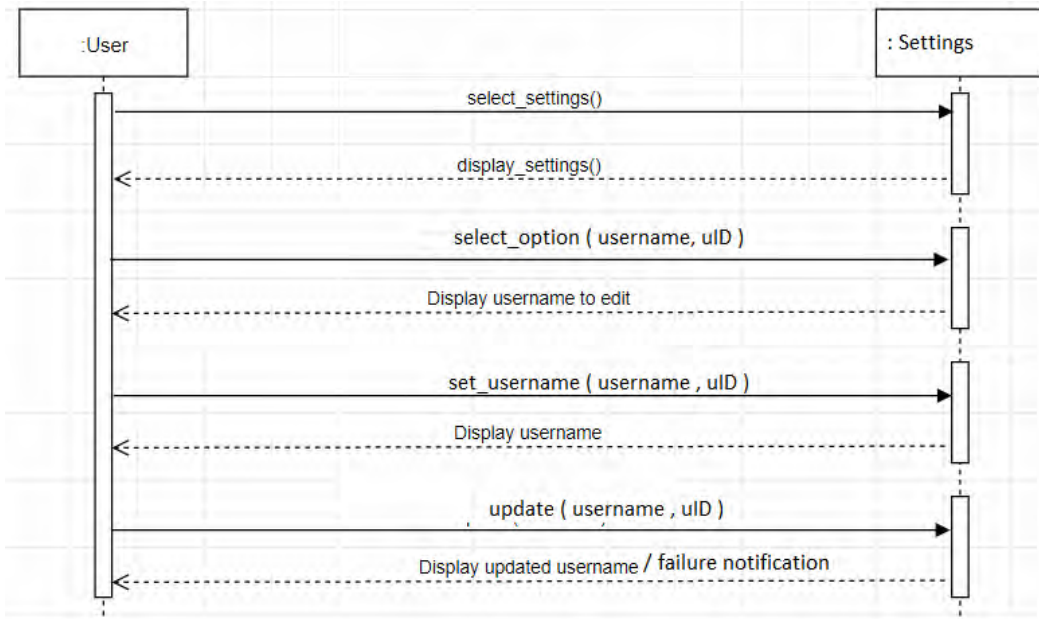 :User
: Settings
select_settings()
display_settings()
select_option ( username, uID )
Display username to edit
set_username ( username , uID )
Display username
update ( username , uID )
Display updated username / failure notification